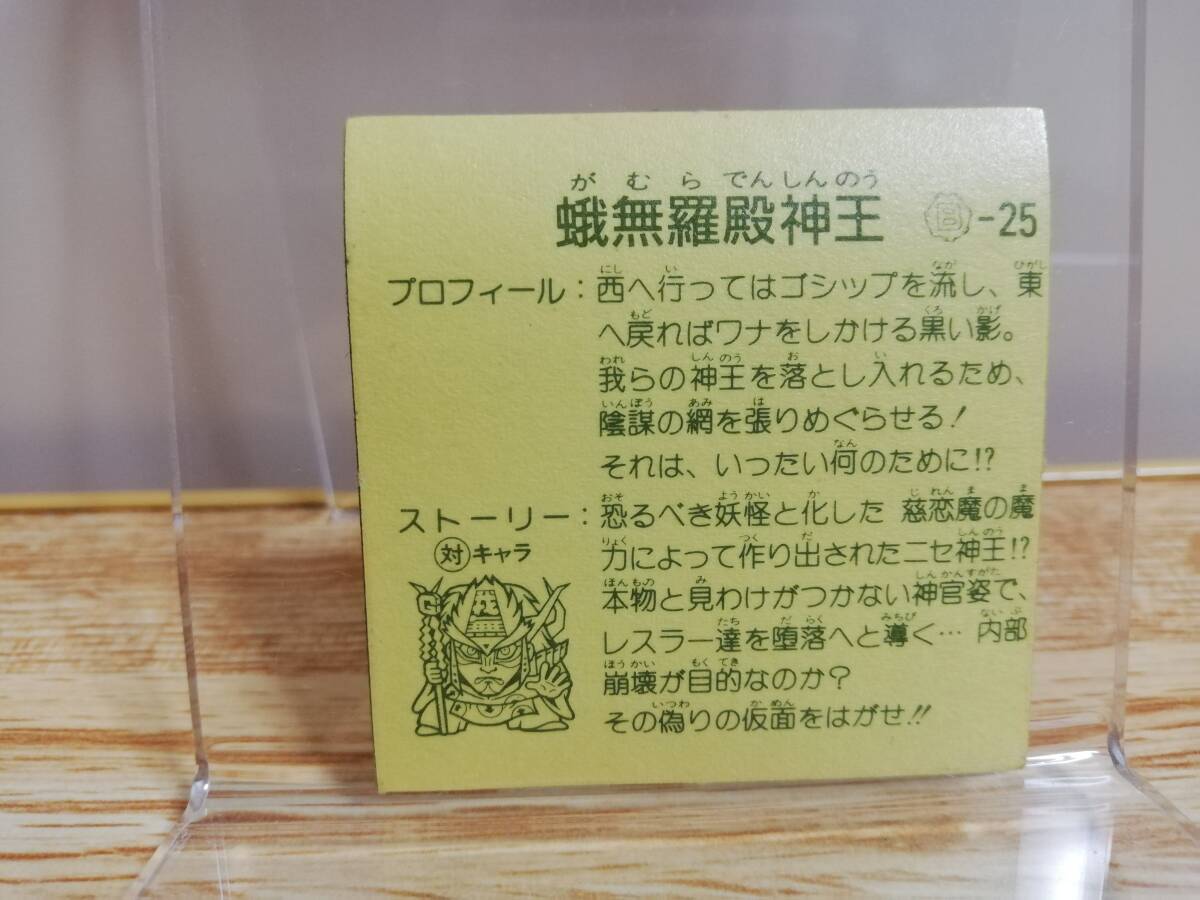 がむらでんしんのう
蛾無羅殿神王 官-25
プロフィール：西へ行ってはゴシップを流し、東
へ戻ればワナをしかける黒い影。
我らの神王を落とし入れるため、
陰謀の網を張りめぐらせる！
それは、いったい何のために!?
ストーリー：恐るべき妖怪と化した 慈恋魔の魔
対キャラ 力によって作り出されたニセ神王!?
本物と見わけがつかない神官姿で、
レスラー達を堕落へと導く… 内部
崩壊が目的なのか？
その偽りの仮面をはがせ!!